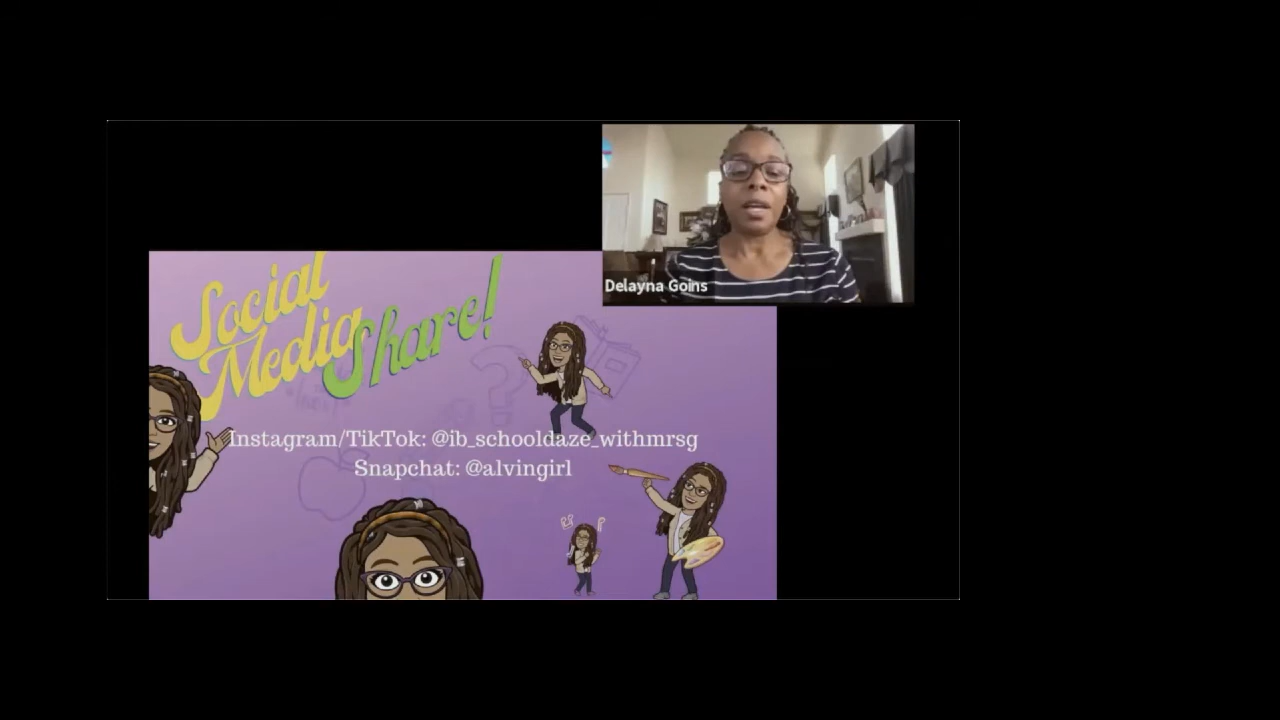 Delayna Goins
Social
Media Share!
Instagram/TikTok: @ib_schooldaze_withmrsg
Snapchat: @alvingirl